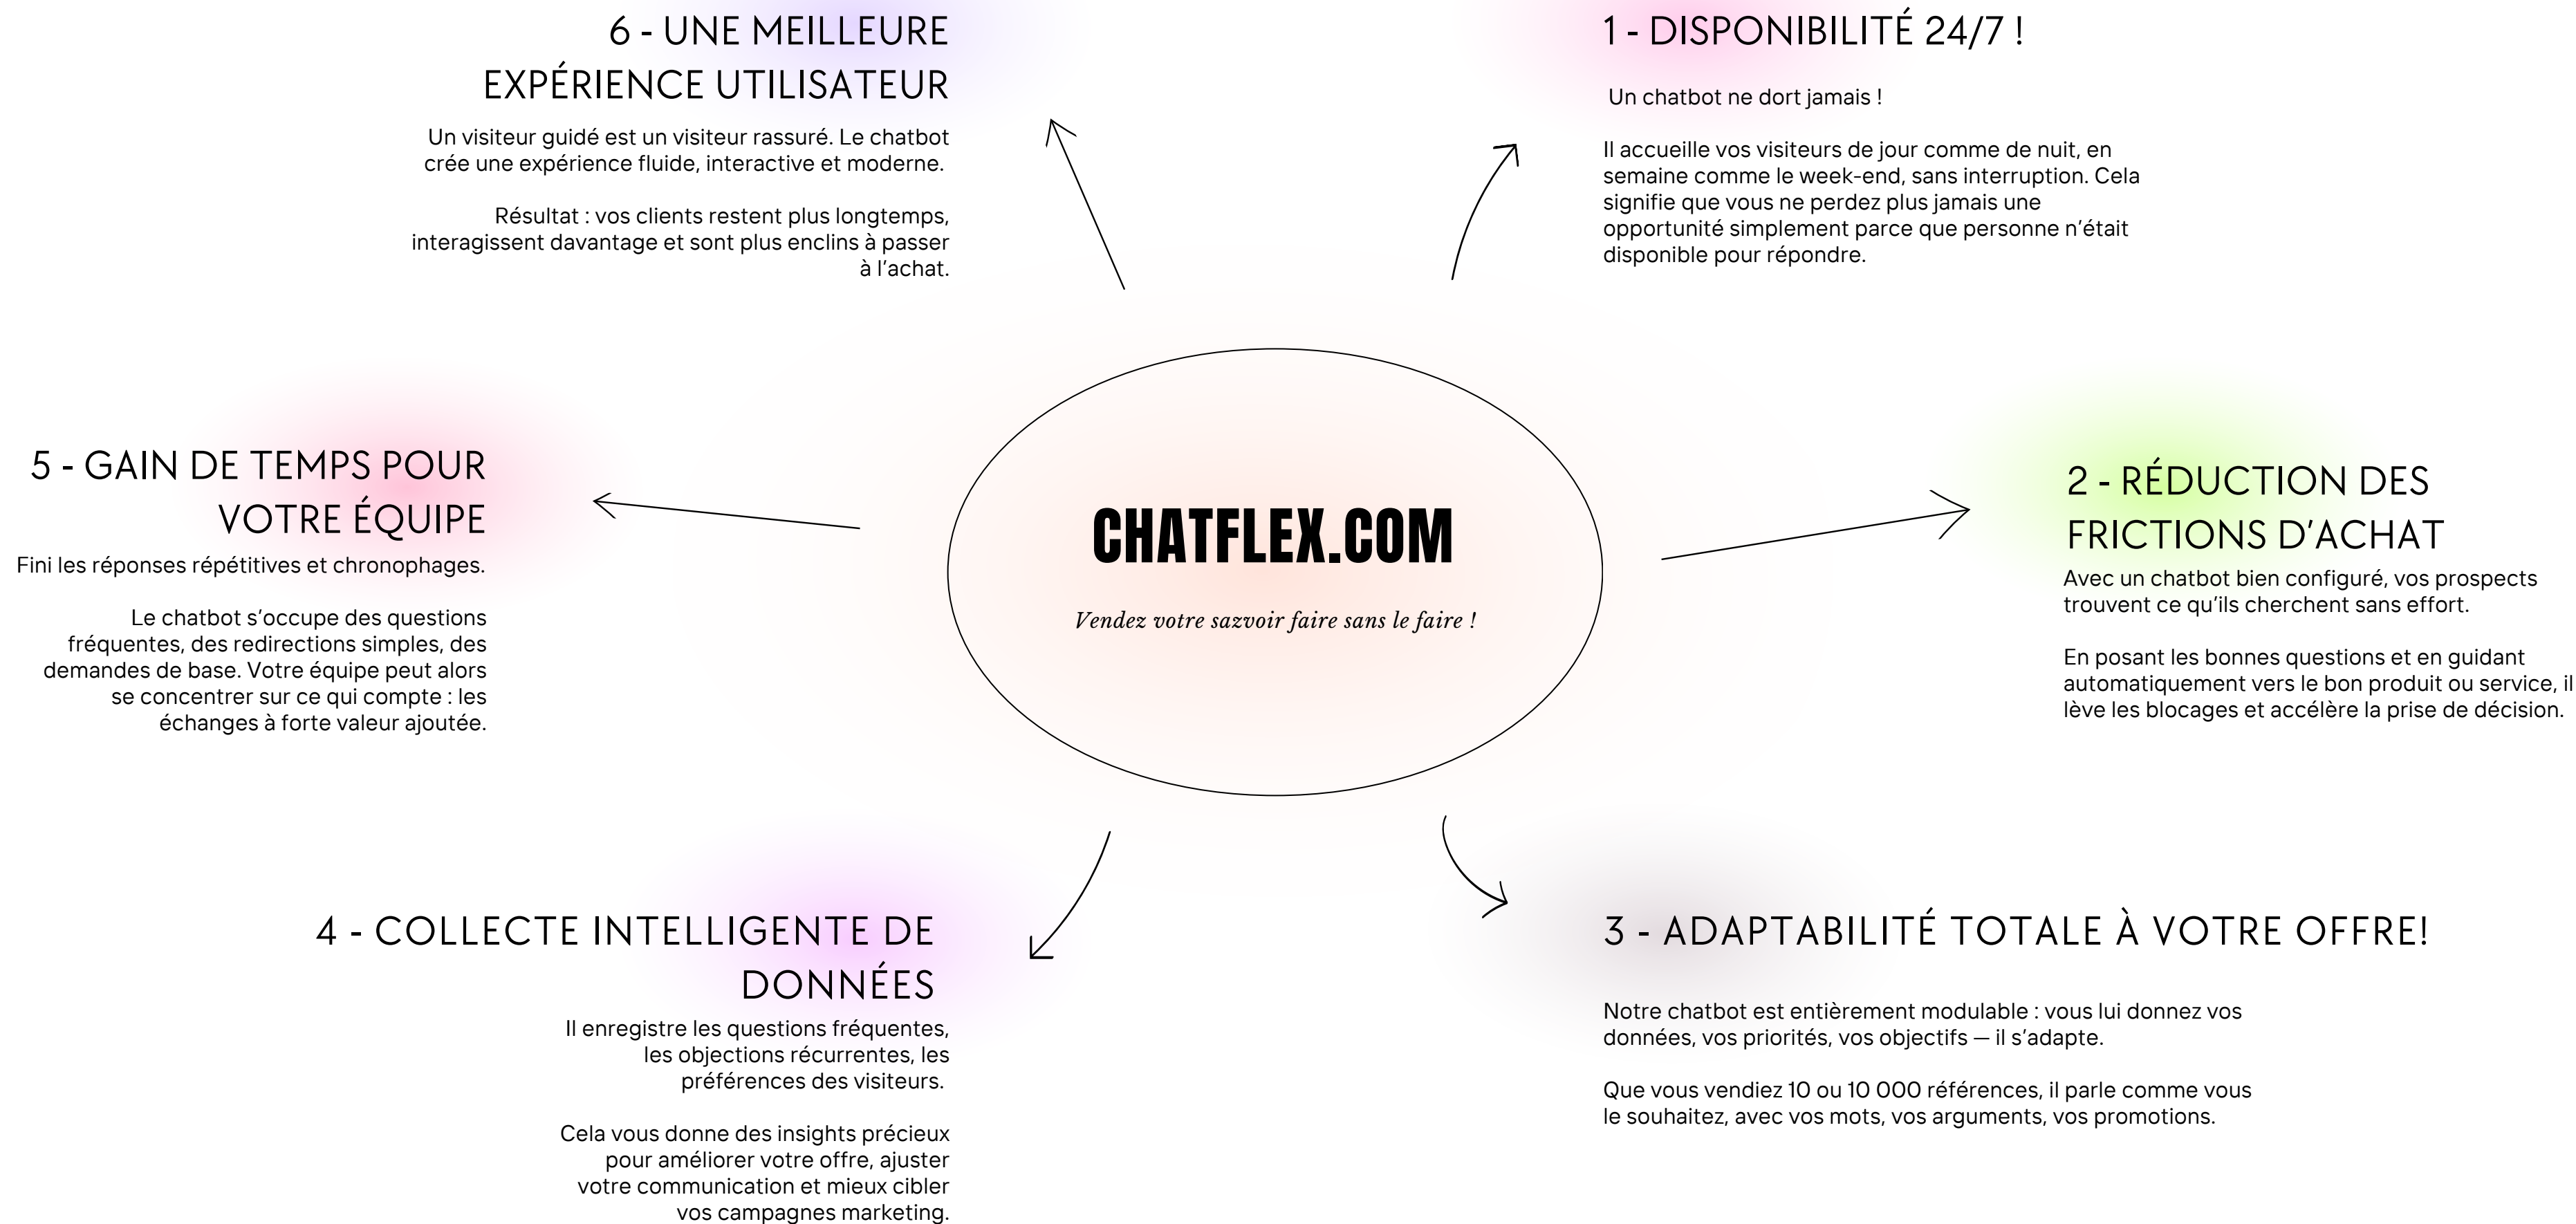 CHATFLEX.COM
Vendez votre sazvoir faire sans le faire !
1 - DISPONIBILITÉ 24/7 !
Un chatbot ne dort jamais !
Il accueille vos visiteurs de jour comme de nuit, en
semaine comme le week-end, sans interruption. Cela
signifie que vous ne perdez plus jamais une
opportunité simplement parce que personne n’était
disponible pour répondre.
2 - RÉDUCTION DES
FRICTIONS D’ACHAT
Avec un chatbot bien configuré, vos prospects
trouvent ce qu’ils cherchent sans effort.
En posant les bonnes questions et en guidant
automatiquement vers le bon produit ou service, il
lève les blocages et accélère la prise de décision.
3 - ADAPTABILITÉ TOTALE À VOTRE OFFRE!
Notre chatbot est entièrement modulable : vous lui donnez vos
données, vos priorités, vos objectifs — il s’adapte.
Que vous vendiez 10 ou 10 000 références, il parle comme vous
le souhaitez, avec vos mots, vos arguments, vos promotions.
4 - COLLECTE INTELLIGENTE DE
DONNÉES
Il enregistre les questions fréquentes,
les objections récurrentes, les
préférences des visiteurs.
Cela vous donne des insights précieux
pour améliorer votre offre, ajuster
votre communication et mieux cibler
vos campagnes marketing.
5 - GAIN DE TEMPS POUR
VOTRE ÉQUIPE
Fini les réponses répétitives et chronophages.
Le chatbot s’occupe des questions
fréquentes, des redirections simples, des
demandes de base. Votre équipe peut alors
se concentrer sur ce qui compte : les
échanges à forte valeur ajoutée.
6 - UNE MEILLEURE
EXPÉRIENCE UTILISATEUR
Un visiteur guidé est un visiteur rassuré. Le chatbot
crée une expérience fluide, interactive et moderne.
Résultat : vos clients restent plus longtemps,
interagissent davantage et sont plus enclins à passer
à l’achat.